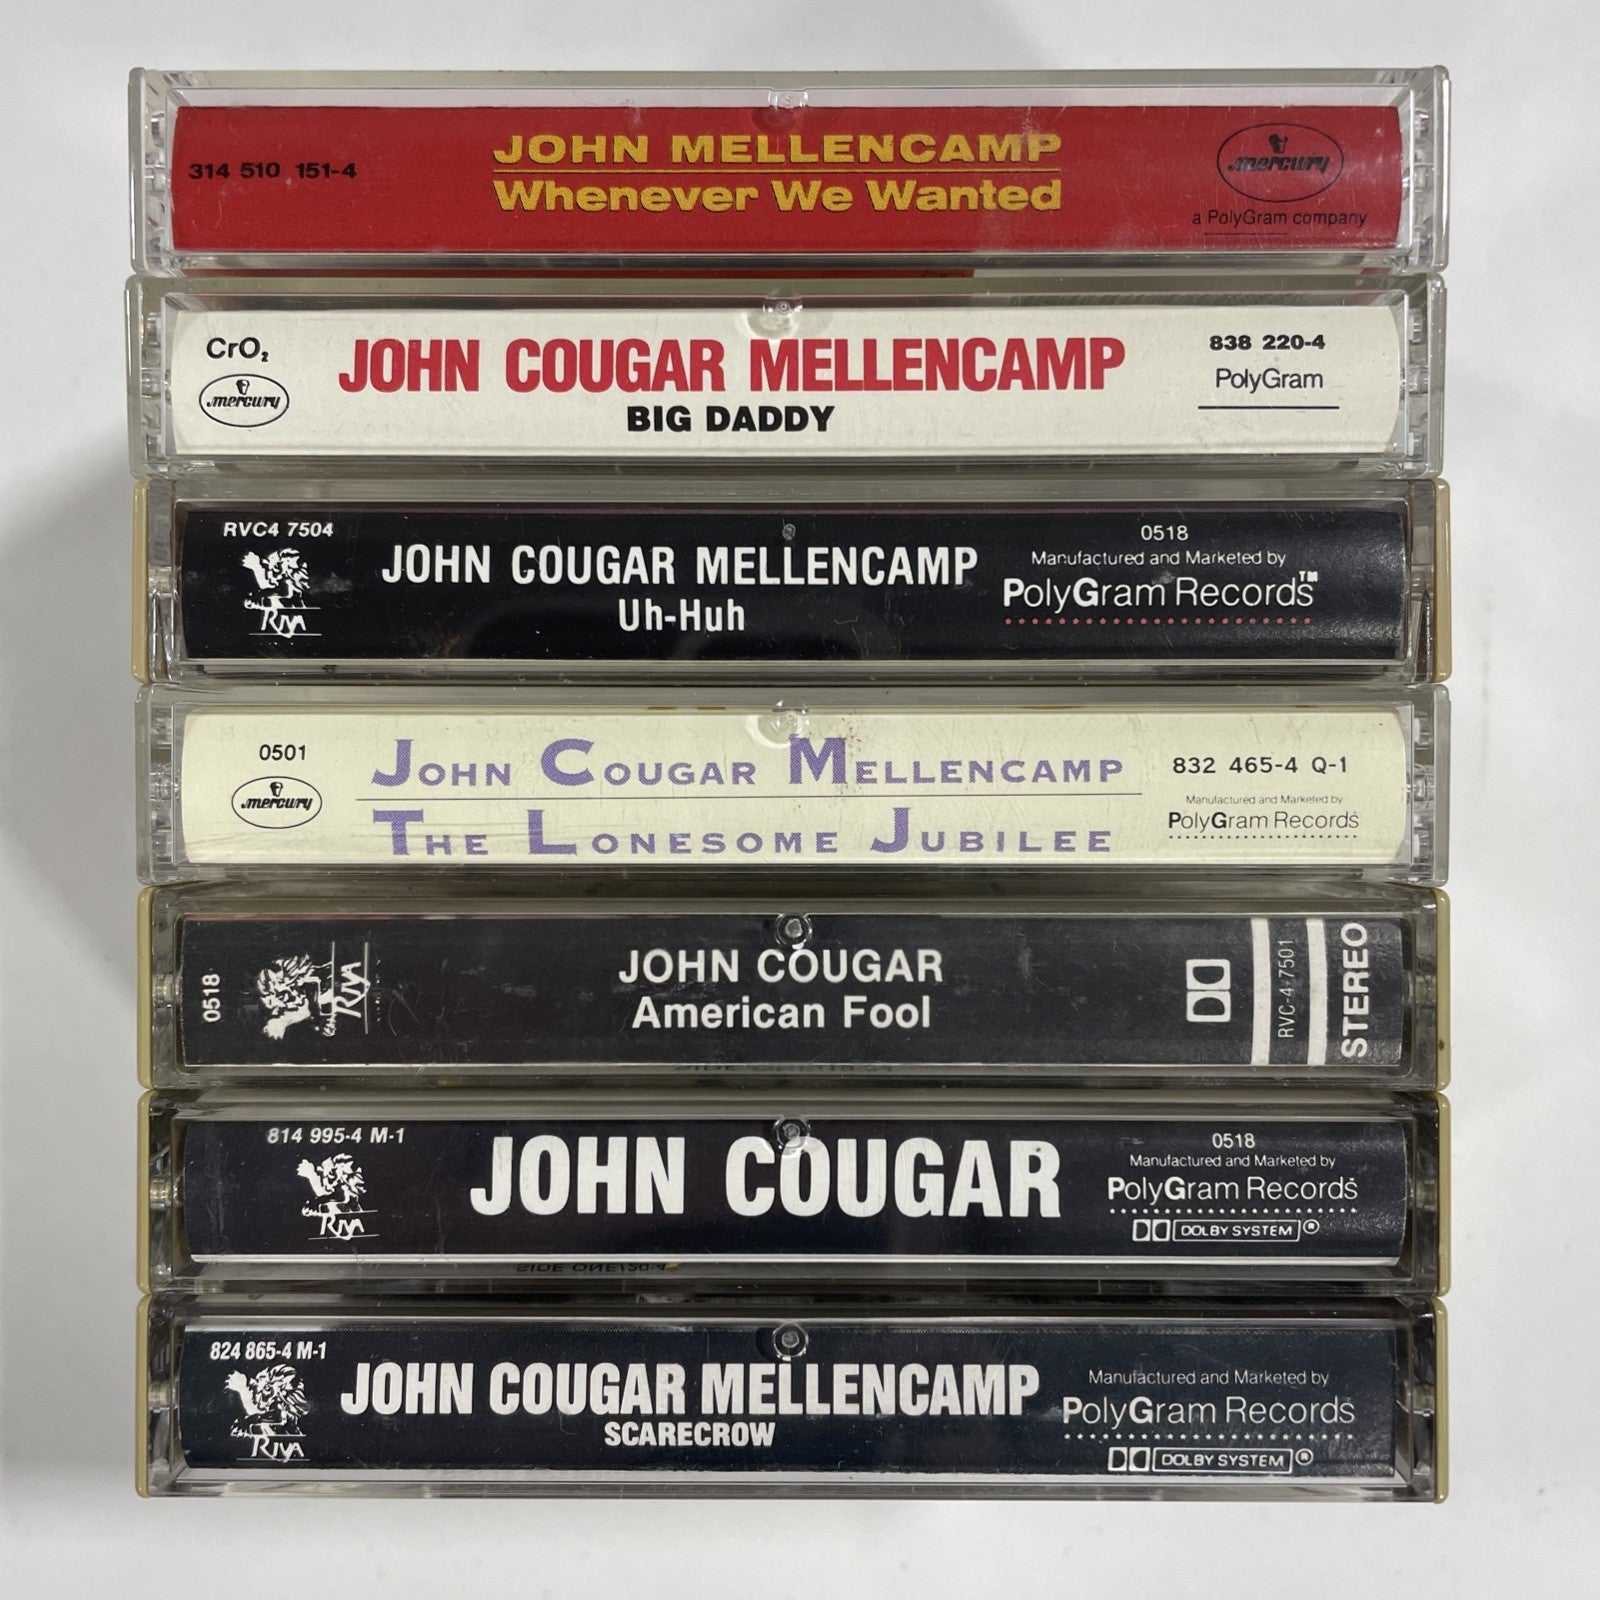 314 510 151-4
JOHN MELLENCAMP
Whenever We Wanted
mercury
a PolyGram company
CrO₂
mercury
JOHN COUGAR MELLENCAMP
BIG DADDY
838 220-4
PolyGram
RVC4 7504
RIVA
JOHN COUGAR MELLENCAMP
Uh-Huh
0518
Manufactured and Marketed by
PolyGram Records™
0501
mercury
JOHN COUGAR MELLENCAMP
THE LONESOME JUBILEE
832 465-4 Q-1
Manufactured and Marketed by
PolyGram Records
0518
RIVA
JOHN COUGAR
American Fool
RVC-4-7501
STEREO
814 995-4 M-1
RIVA
JOHN COUGAR
0518
Manufactured and Marketed by
PolyGram Records
DOLBY SYSTEM®
SIDE ONE/20:4
824 865-4 M-1
RIVA
JOHN COUGAR MELLENCAMP
SCARECROW
Manufactured and Marketed by
PolyGram Records
DOLBY SYSTEM®